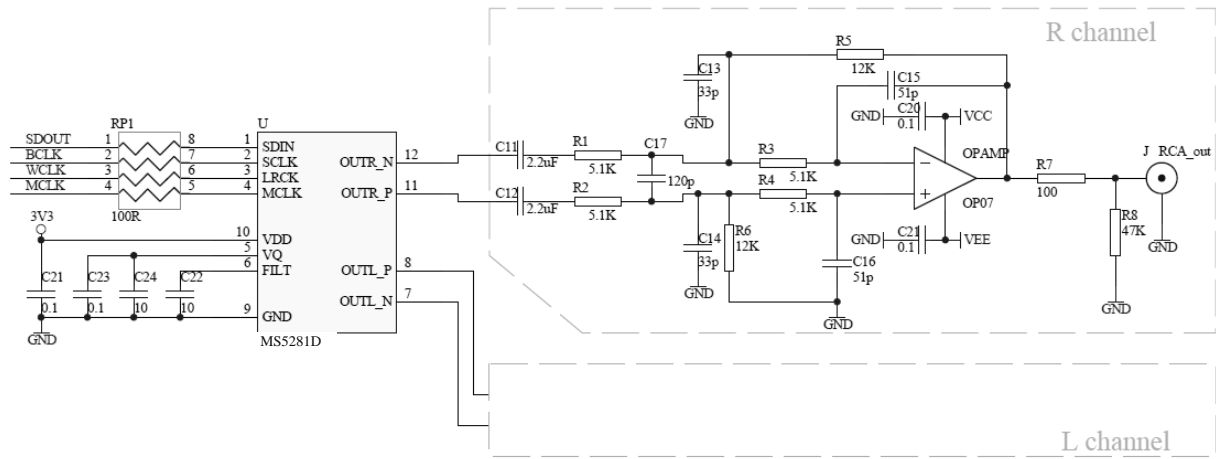 R channel
R5
12K
C13
33p
GND
C15
51p
GND
C20
0.1
VCC
RP1
U
SDOUT 1 8 1 SDIN
BCLK 2 7 2 SCLK
WCLK 3 6 3 LRCK
MCLK 4 5 4 MCLK
100R
OUTR_N 12
OUTR_P 11
C11
2.2uF
R1
5.1K
C17
120p
R3
5.1K
C12
2.2uF
R2
5.1K
R4
5.1K
OPAMP
OP07
R7
100
J RCA_out
R8
47K
GND
GND
3V3
10 VDD
5 VQ
6 FILT
9 GND
C21
0.1
C23
0.1
C24
10
C22
10
GND
MS5281D
OUTL_P 8
OUTL_N 7
C14
33p
GND
R6
12K
C16
51p
GND
GND
C21
0.1
VEE
L channel